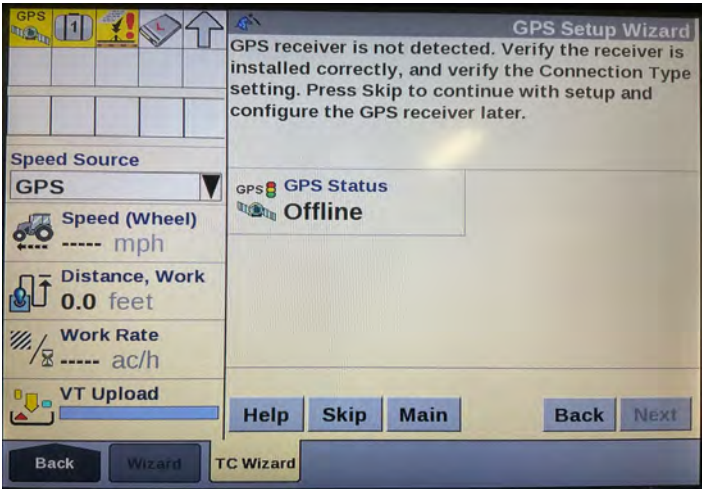 GPS
1
L
GPS Setup Wizard
GPS receiver is not detected. Verify the receiver is
installed correctly, and verify the Connection Type
setting. Press Skip to continue with setup and
configure the GPS receiver later.
Speed Source
GPS
Speed (Wheel)
----- mph
Distance, Work
0.0 feet
Work Rate
----- ac/h
VT Upload
GPS
GPS Status
Offline
Help Skip Main Back Next
Back Wizard TC Wizard